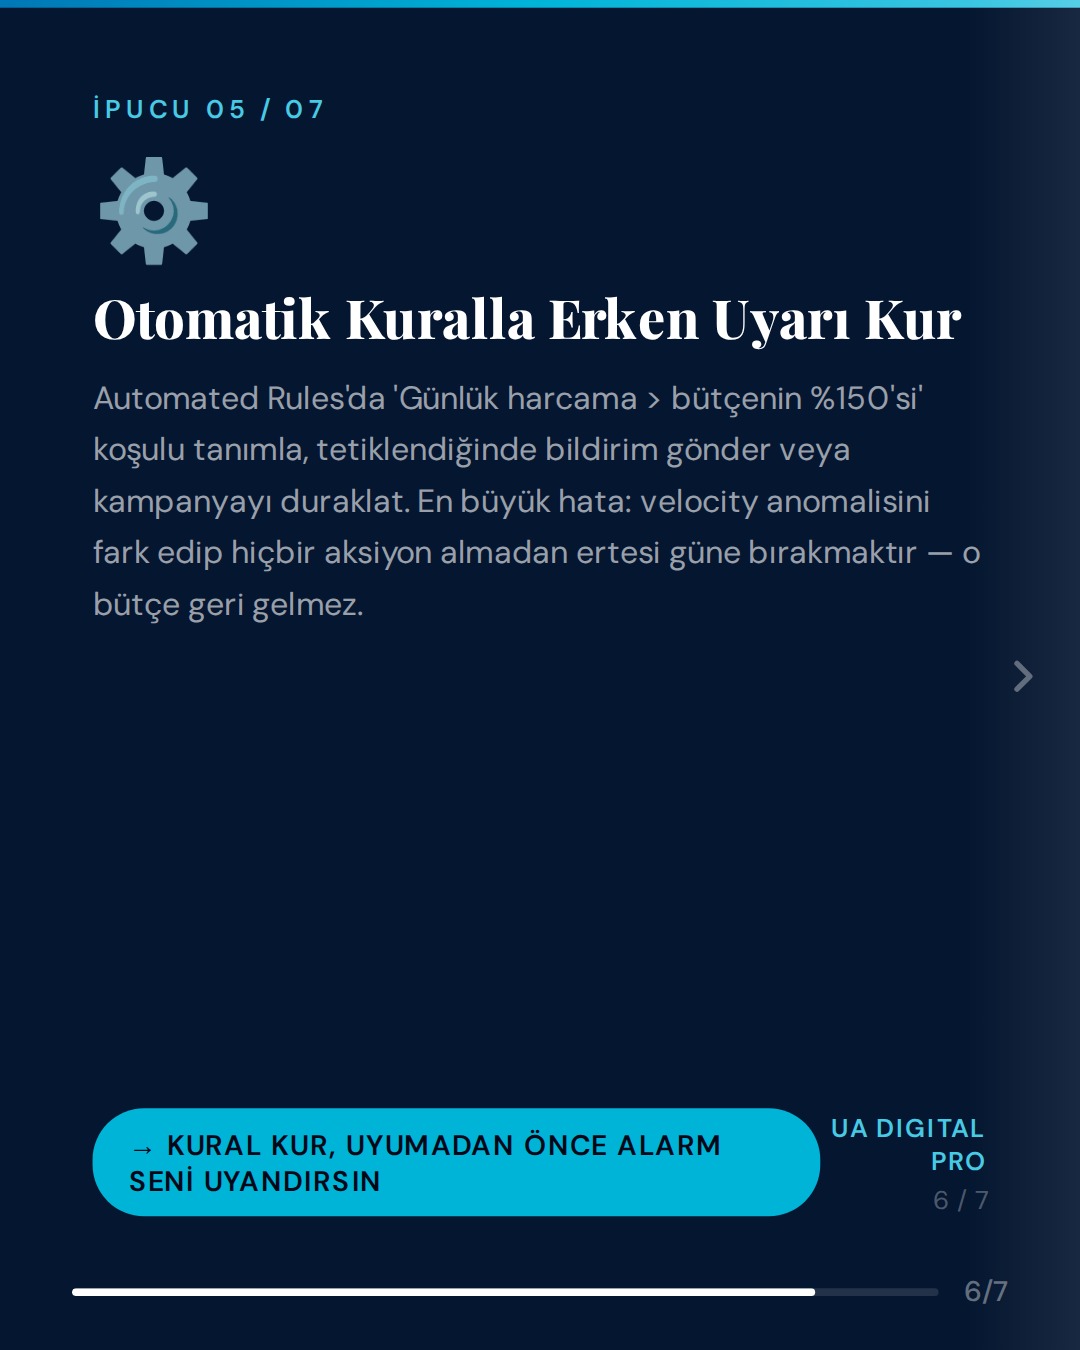 İPUCU 05 / 07
Otomatik Kuralla Erken Uyarı Kur
Automated Rules'da 'Günlük harcama > bütçenin %150'si'
koşulu tanımla, tetiklendiğinde bildirim gönder veya
kampanyayı duraklat. En büyük hata: velocity anomalisini
fark edip hiçbir aksiyon almadan ertesi güne bırakmaktır — o
bütçe geri gelmez.
→ KURAL KUR, UYUMADAN ÖNCE ALARM
SENİ UYANDIRSIN
UA DIGITAL
PRO
6 / 7
6/7